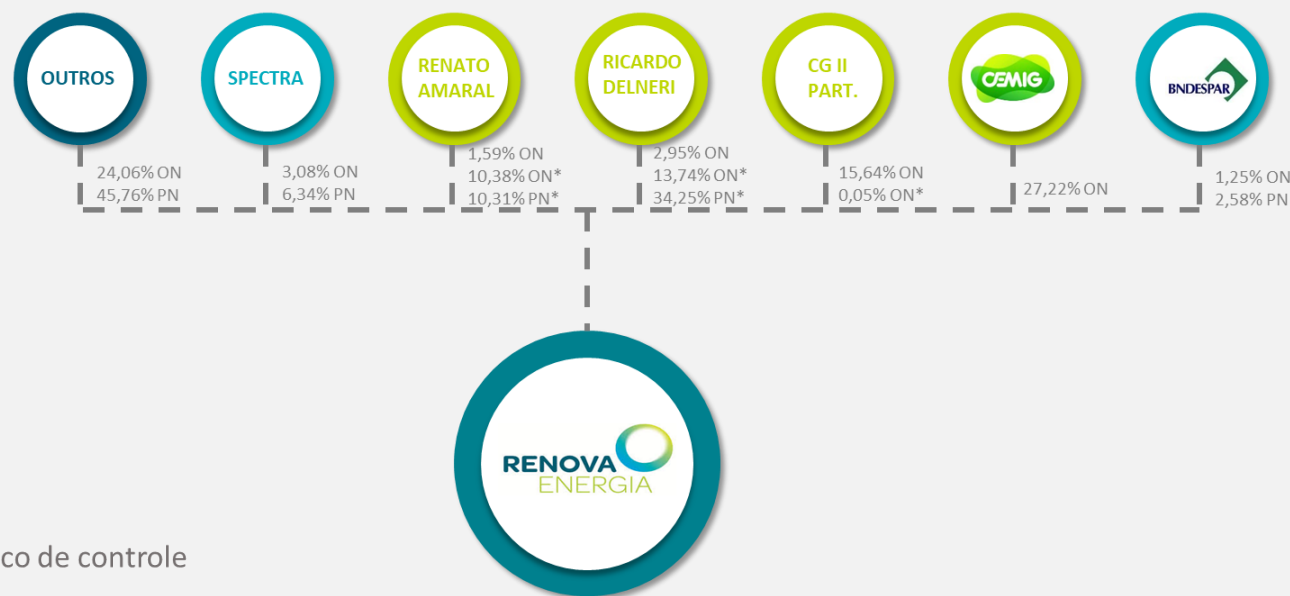 OUTROS
SPECTRA
RENATO
AMARAL
RICARDO
DELNERI
CG II
PART.
CEMIG
BNDESPAR
24,06% ON
45,76% PN
3,08% ON
6,34% PN
1,59% ON
10,38% ON*
10,31% PN*
2,95% ON
13,74% ON*
34,25% PN*
15,64% ON
0,05% ON*
27,22% ON
1,25% ON
2,58% PN
RENOVA
ENERGIA
co de controle